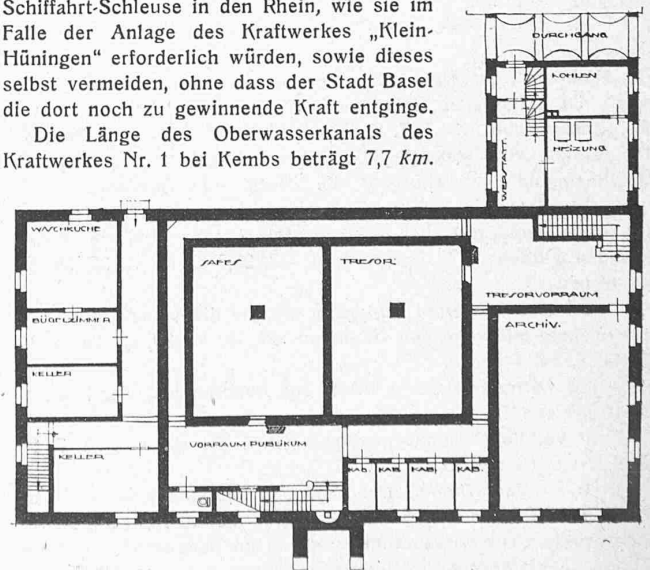 Schiffahrt-Schleuse in den Rhein, wie sie im
Falle der Anlage des Kraftwerkes „Klein-
Hüningen“ erforderlich würden, sowie dieses
selbst vermeiden, ohne dass der Stadt Basel
die dort noch zu gewinnende Kraft entginge.
Die Länge des Oberwasserkanals des
Kraftwerkes Nr. 1 bei Kembs beträgt 7,7 km.
DURCHGANG
KOHLEN
HEIZUNG
WERKSTATT.
WASCHKÜCHE
SAFES
TRESOR.
TRESORVORRAUM
BÜGELZIMMER
ARCHIV.
KELLER
VORRAUM PUBLIKUM
KELLER
KAB. KAB. KAB. KAB.